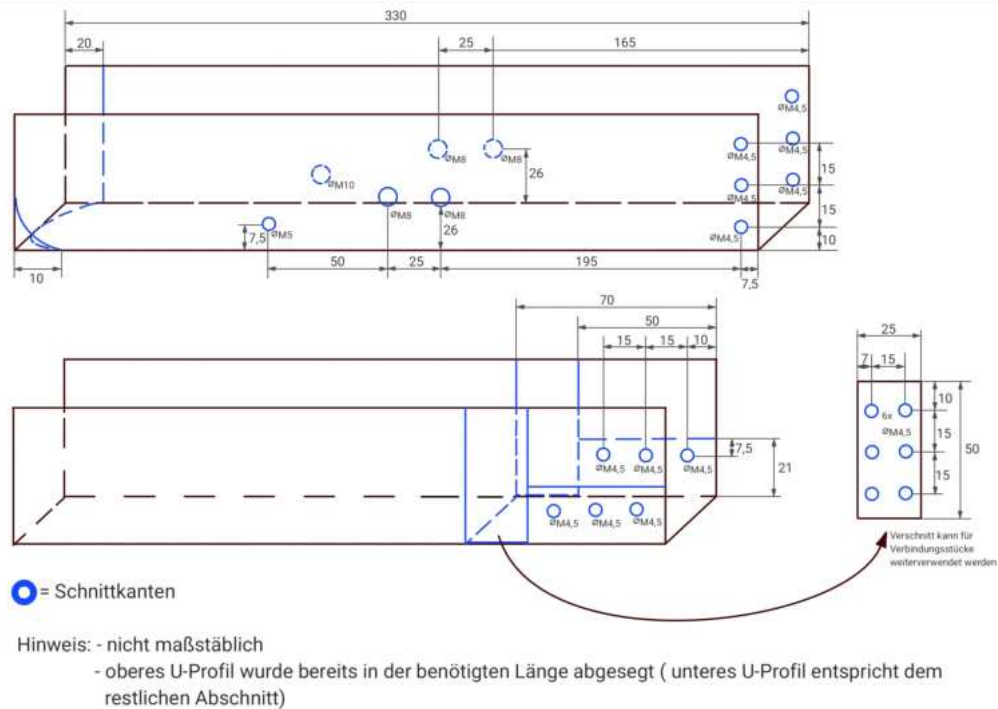 330
20
25
165
ØM4,5
ØM8
ØM8
ØM4,5
ØM4,5
15
ØM10
26
ØM4,5
ØM4,5
ØM8
ØM8
15
ØM5
7,5
26
ØM4,5
10
10
50
25
195
7,5
70
50
15
15
10
25
7
15
6x
ØM4,5
10
15
50
15
7,5
21
ØM4,5
ØM4,5
ØM4,5
ØM4,5
ØM4,5
ØM4,5
Verschnitt kann für
Verbindungsstücke
weiterverwendet werden
= Schnittkanten
Hinweis: - nicht maßstäblich
- oberes U-Profil wurde bereits in der benötigten Länge abgesegt ( unteres U-Profil entspricht dem
restlichen Abschnitt)